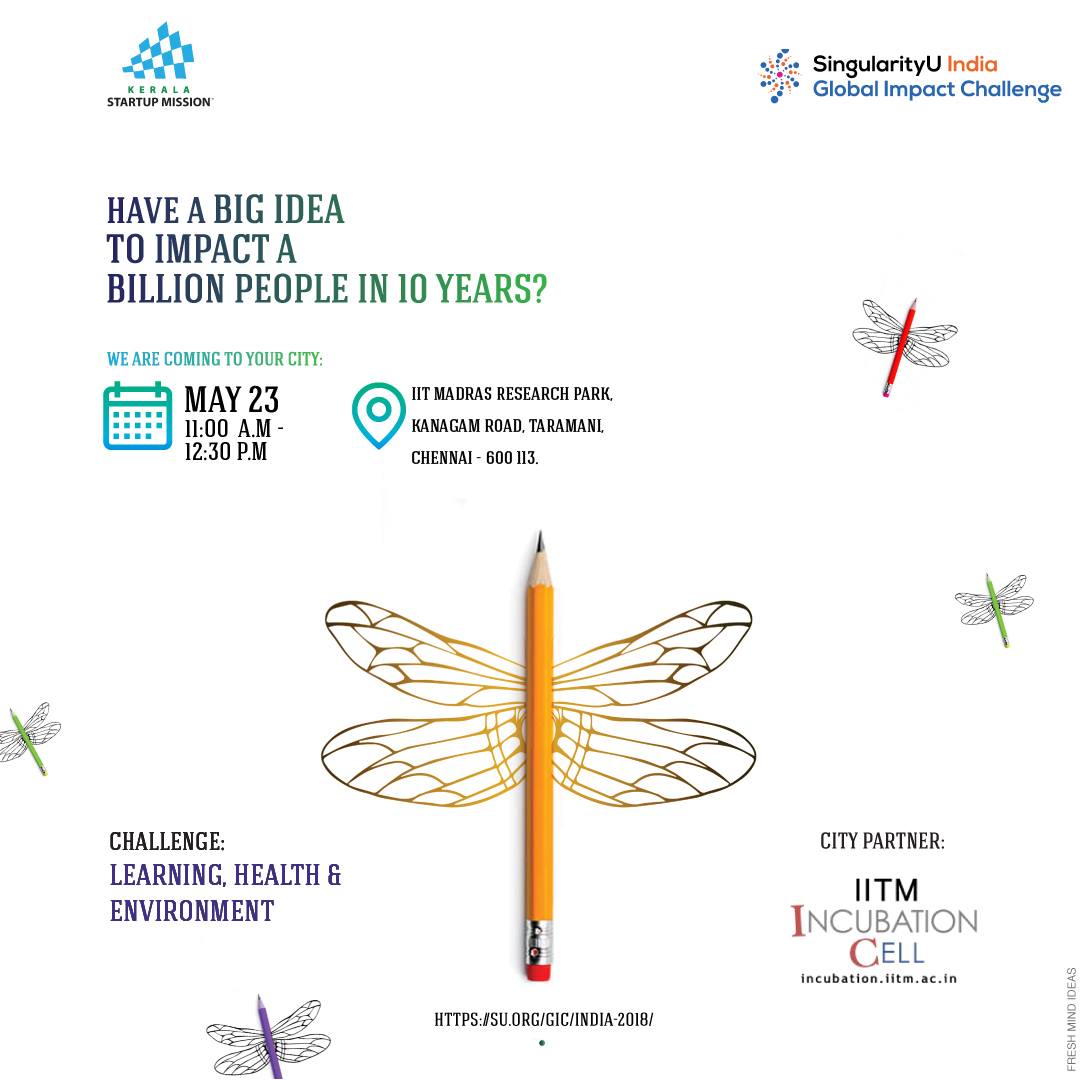 KERALA
STARTUP MISSION™
SingularityU India
Global Impact Challenge
HAVE A BIG IDEA
TO IMPACT A
BILLION PEOPLE IN 10 YEARS?
WE ARE COMING TO YOUR CITY:
MAY 23
11:00 A.M -
12:30 P.M
IIT MADRAS RESEARCH PARK,
KANAGAM ROAD, TARAMANI,
CHENNAI - 600 113.
CHALLENGE:
LEARNING, HEALTH &
ENVIRONMENT
CITY PARTNER:
IITM
INCUBATION
CELL
incubation.iitm.ac.in
HTTPS://SU.ORG/GIC/INDIA-2018/
FRESH MIND IDEAS